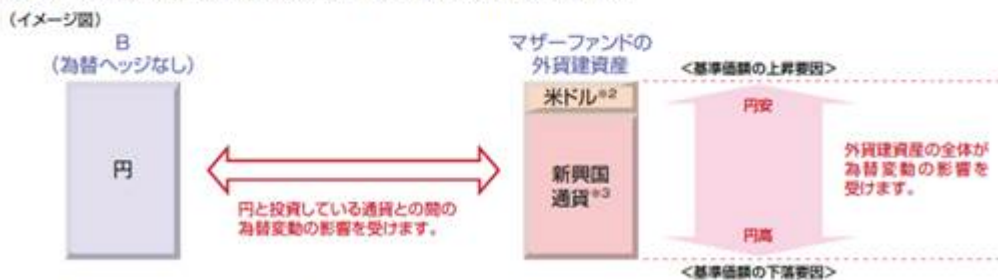 （イメージ図）
B
（為替ヘッジなし）
マザーファンドの
外貨建資産
＜基準価額の上昇要因＞
米ドル※2
円安
円
新興国
通貨※3
外貨建資産の全体が
為替変動の影響を
受けます。
円と投資している通貨との間の
為替変動の影響を受けます。
円高
＜基準価額の下落要因＞